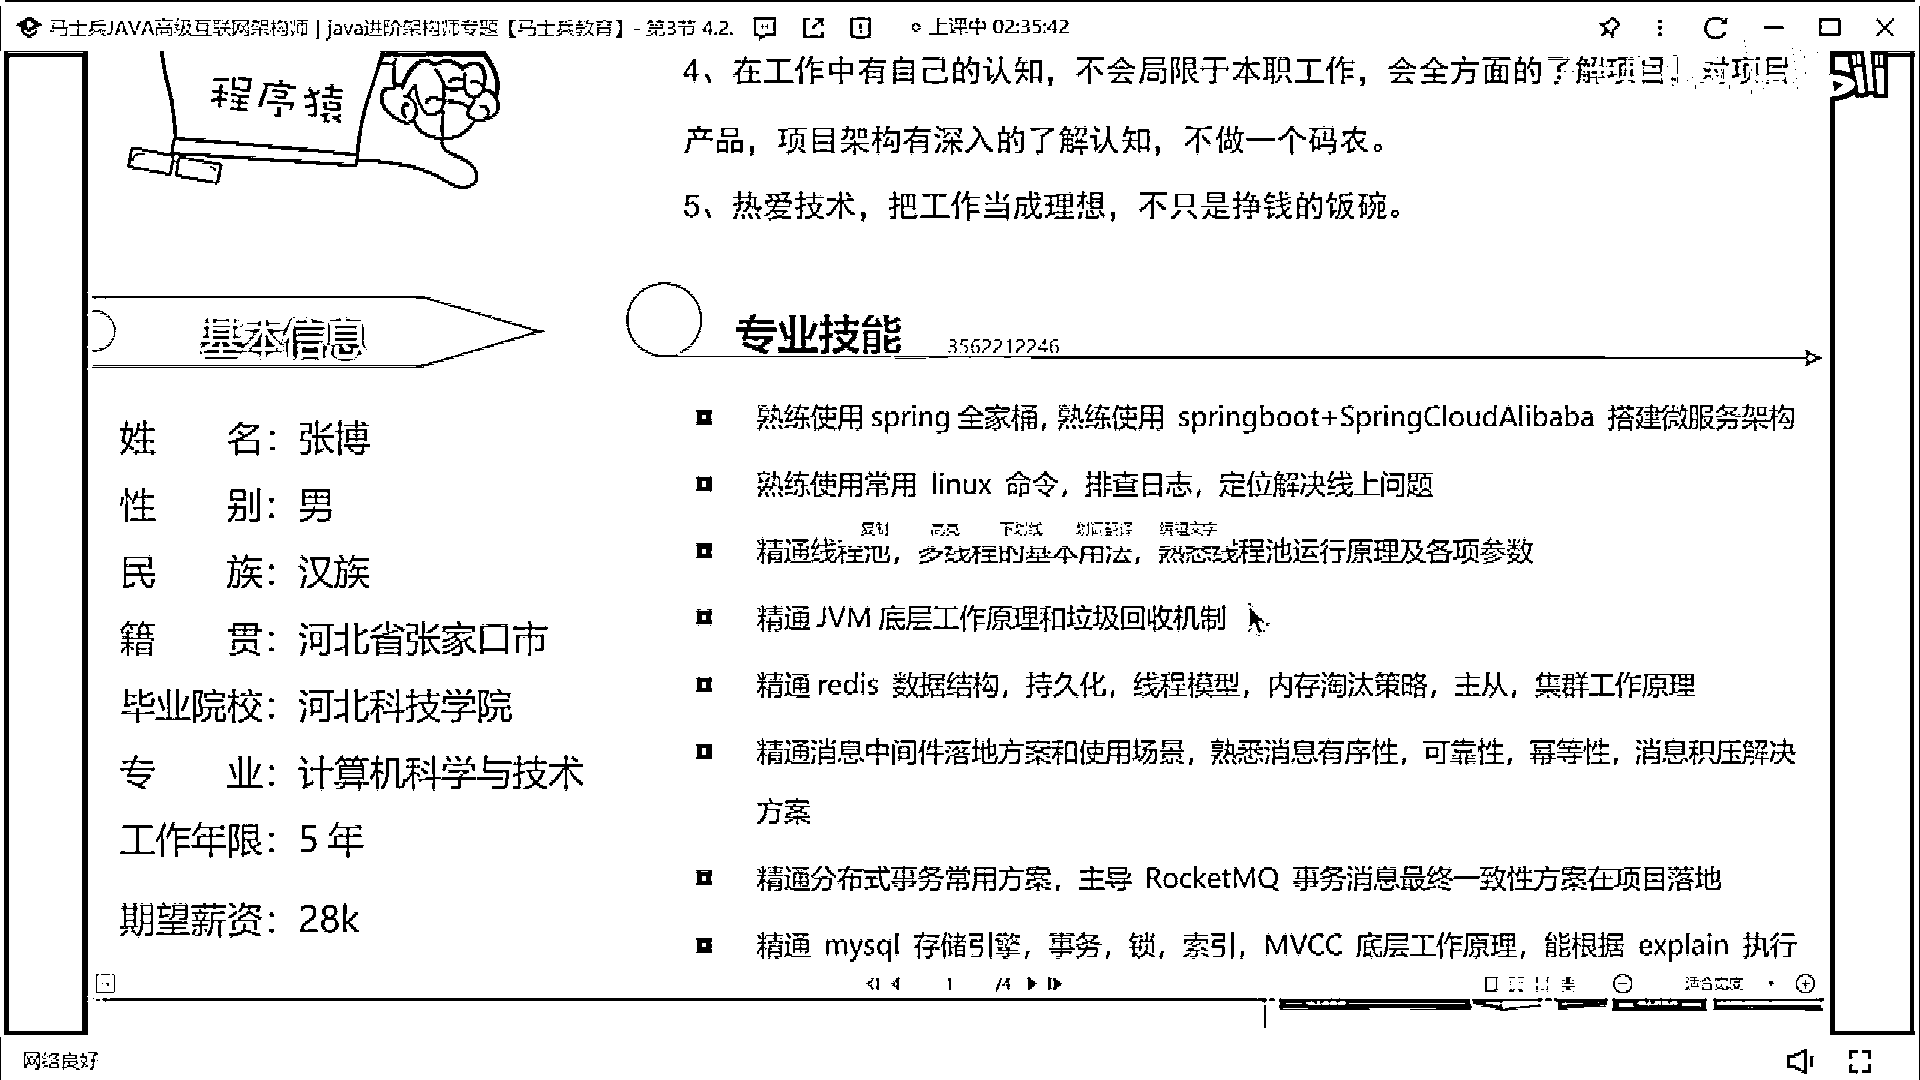 马士兵JAVA高级互联网架构师 | java进阶架构师专题【马士兵教育】- 第3节 4.2. 上课中 02:35:42
程序猿
4、在工作中有自己的认知，不会局限于本职工作，会全方面的了解项目，对项目
产品，项目架构有深入的了解认知，不做一个码农。
5、热爱技术，把工作当成理想，不只是挣钱的饭碗。
基本信息
姓 名：张博
性 别：男
民 族：汉族
籍 贯：河北省张家口市
毕业院校：河北科技学院
专 业：计算机科学与技术
工作年限：5 年
期望薪资：28k
专业技能 3562212246
熟练使用 spring 全家桶, 熟练使用 springboot+SpringCloudAlibaba 搭建微服务架构
熟练使用常用 linux 命令，排查日志，定位解决线上问题
复制 高亮 下划线 划词翻译 编辑文字
精通线程池，多线程的基本用法，熟悉线程池运行原理及各项参数
精通 JVM 底层工作原理和垃圾回收机制
精通 redis 数据结构，持久化，线程模型，内存淘汰策略，主从，集群工作原理
精通消息中间件落地方案和使用场景，熟悉消息有序性，可靠性，幂等性，消息积压解决
方案
精通分布式事务常用方案，主导 RocketMQ 事务消息最终一致性方案在项目落地
精通 mysql 存储引擎，事务，锁，索引，MVCC 底层工作原理，能根据 explain 执行
1 /4 适合宽度
网络良好